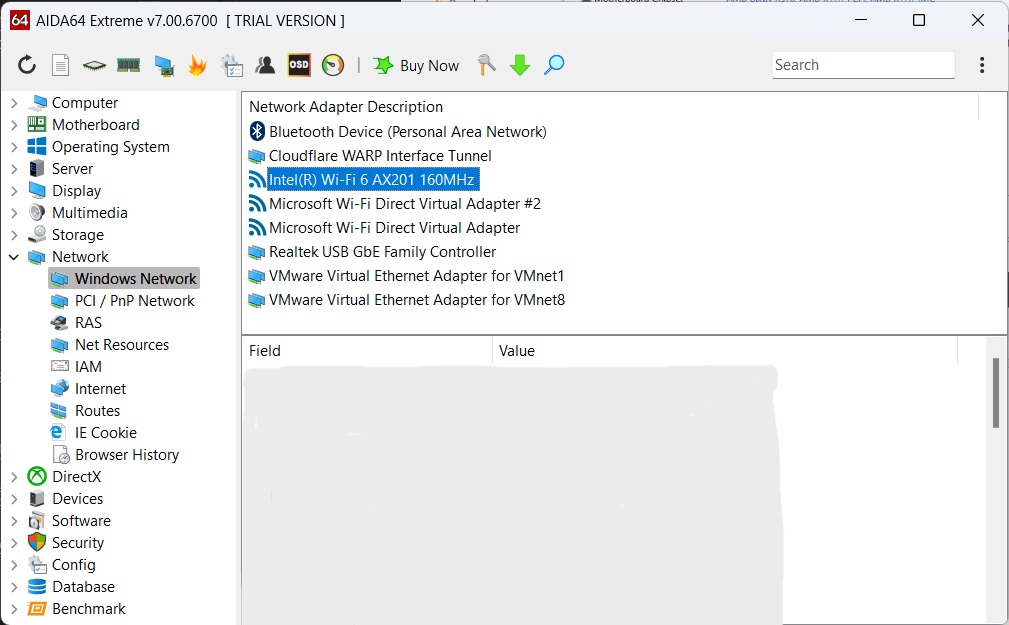 64 AIDA64 Extreme v7.00.6700 [ TRIAL VERSION ]
OSD Buy Now Search
Computer
Motherboard
Operating System
Server
Display
Multimedia
Storage
Network
Windows Network
PCI / PnP Network
RAS
Net Resources
IAM
Internet
Routes
IE Cookie
Browser History
DirectX
Devices
Software
Security
Config
Database
Benchmark
Network Adapter Description
Bluetooth Device (Personal Area Network)
Cloudflare WARP Interface Tunnel
Intel(R) Wi-Fi 6 AX201 160MHz
Microsoft Wi-Fi Direct Virtual Adapter #2
Microsoft Wi-Fi Direct Virtual Adapter
Realtek USB GbE Family Controller
VMware Virtual Ethernet Adapter for VMnet1
VMware Virtual Ethernet Adapter for VMnet8
Field Value